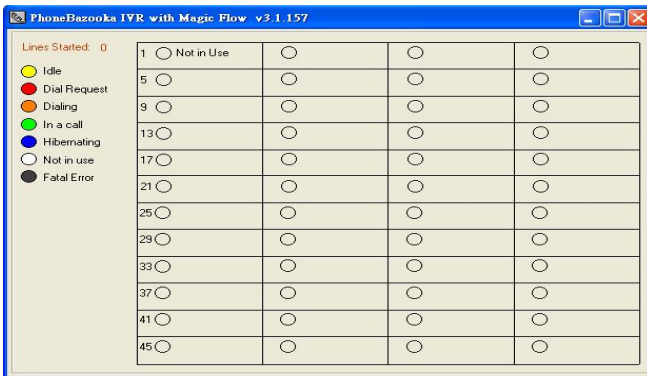 PhoneBazooka IVR with Magic Flow v3.1.157
Lines Started: 0
Idle
Dial Request
Dialing
In a call
Hibernating
Not in use
Fatal Error
1 Not in Use
5
9
13
17
21
25
29
33
37
41
45